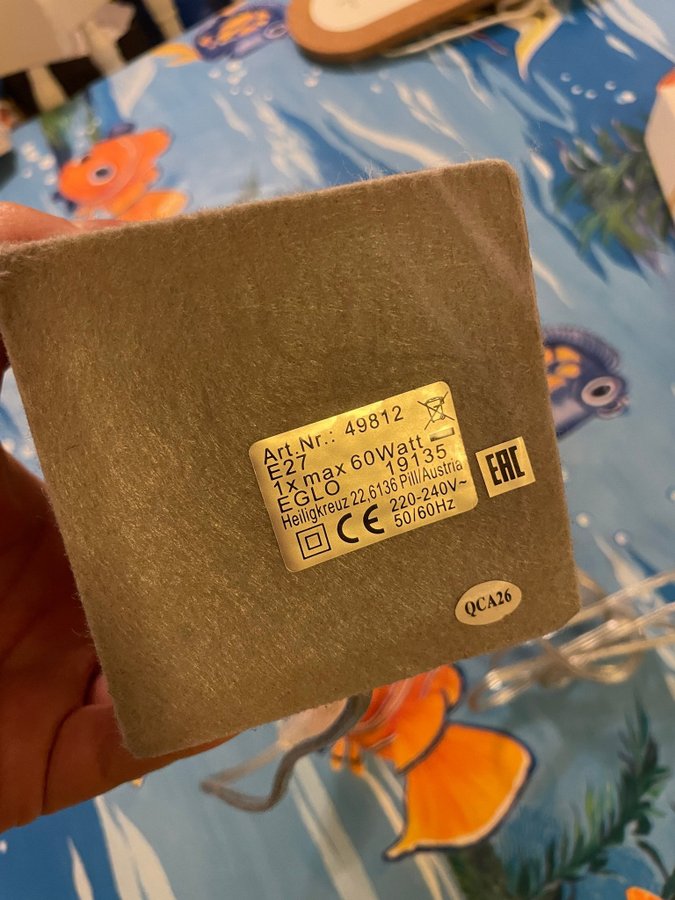 Art.Nr.: 49812
E27
1x max 60Watt
EGLO 19135
Heiligkreuz 22,6136 Pill/Austria
CE 220-240V~
50/60Hz
EAC
QCA26